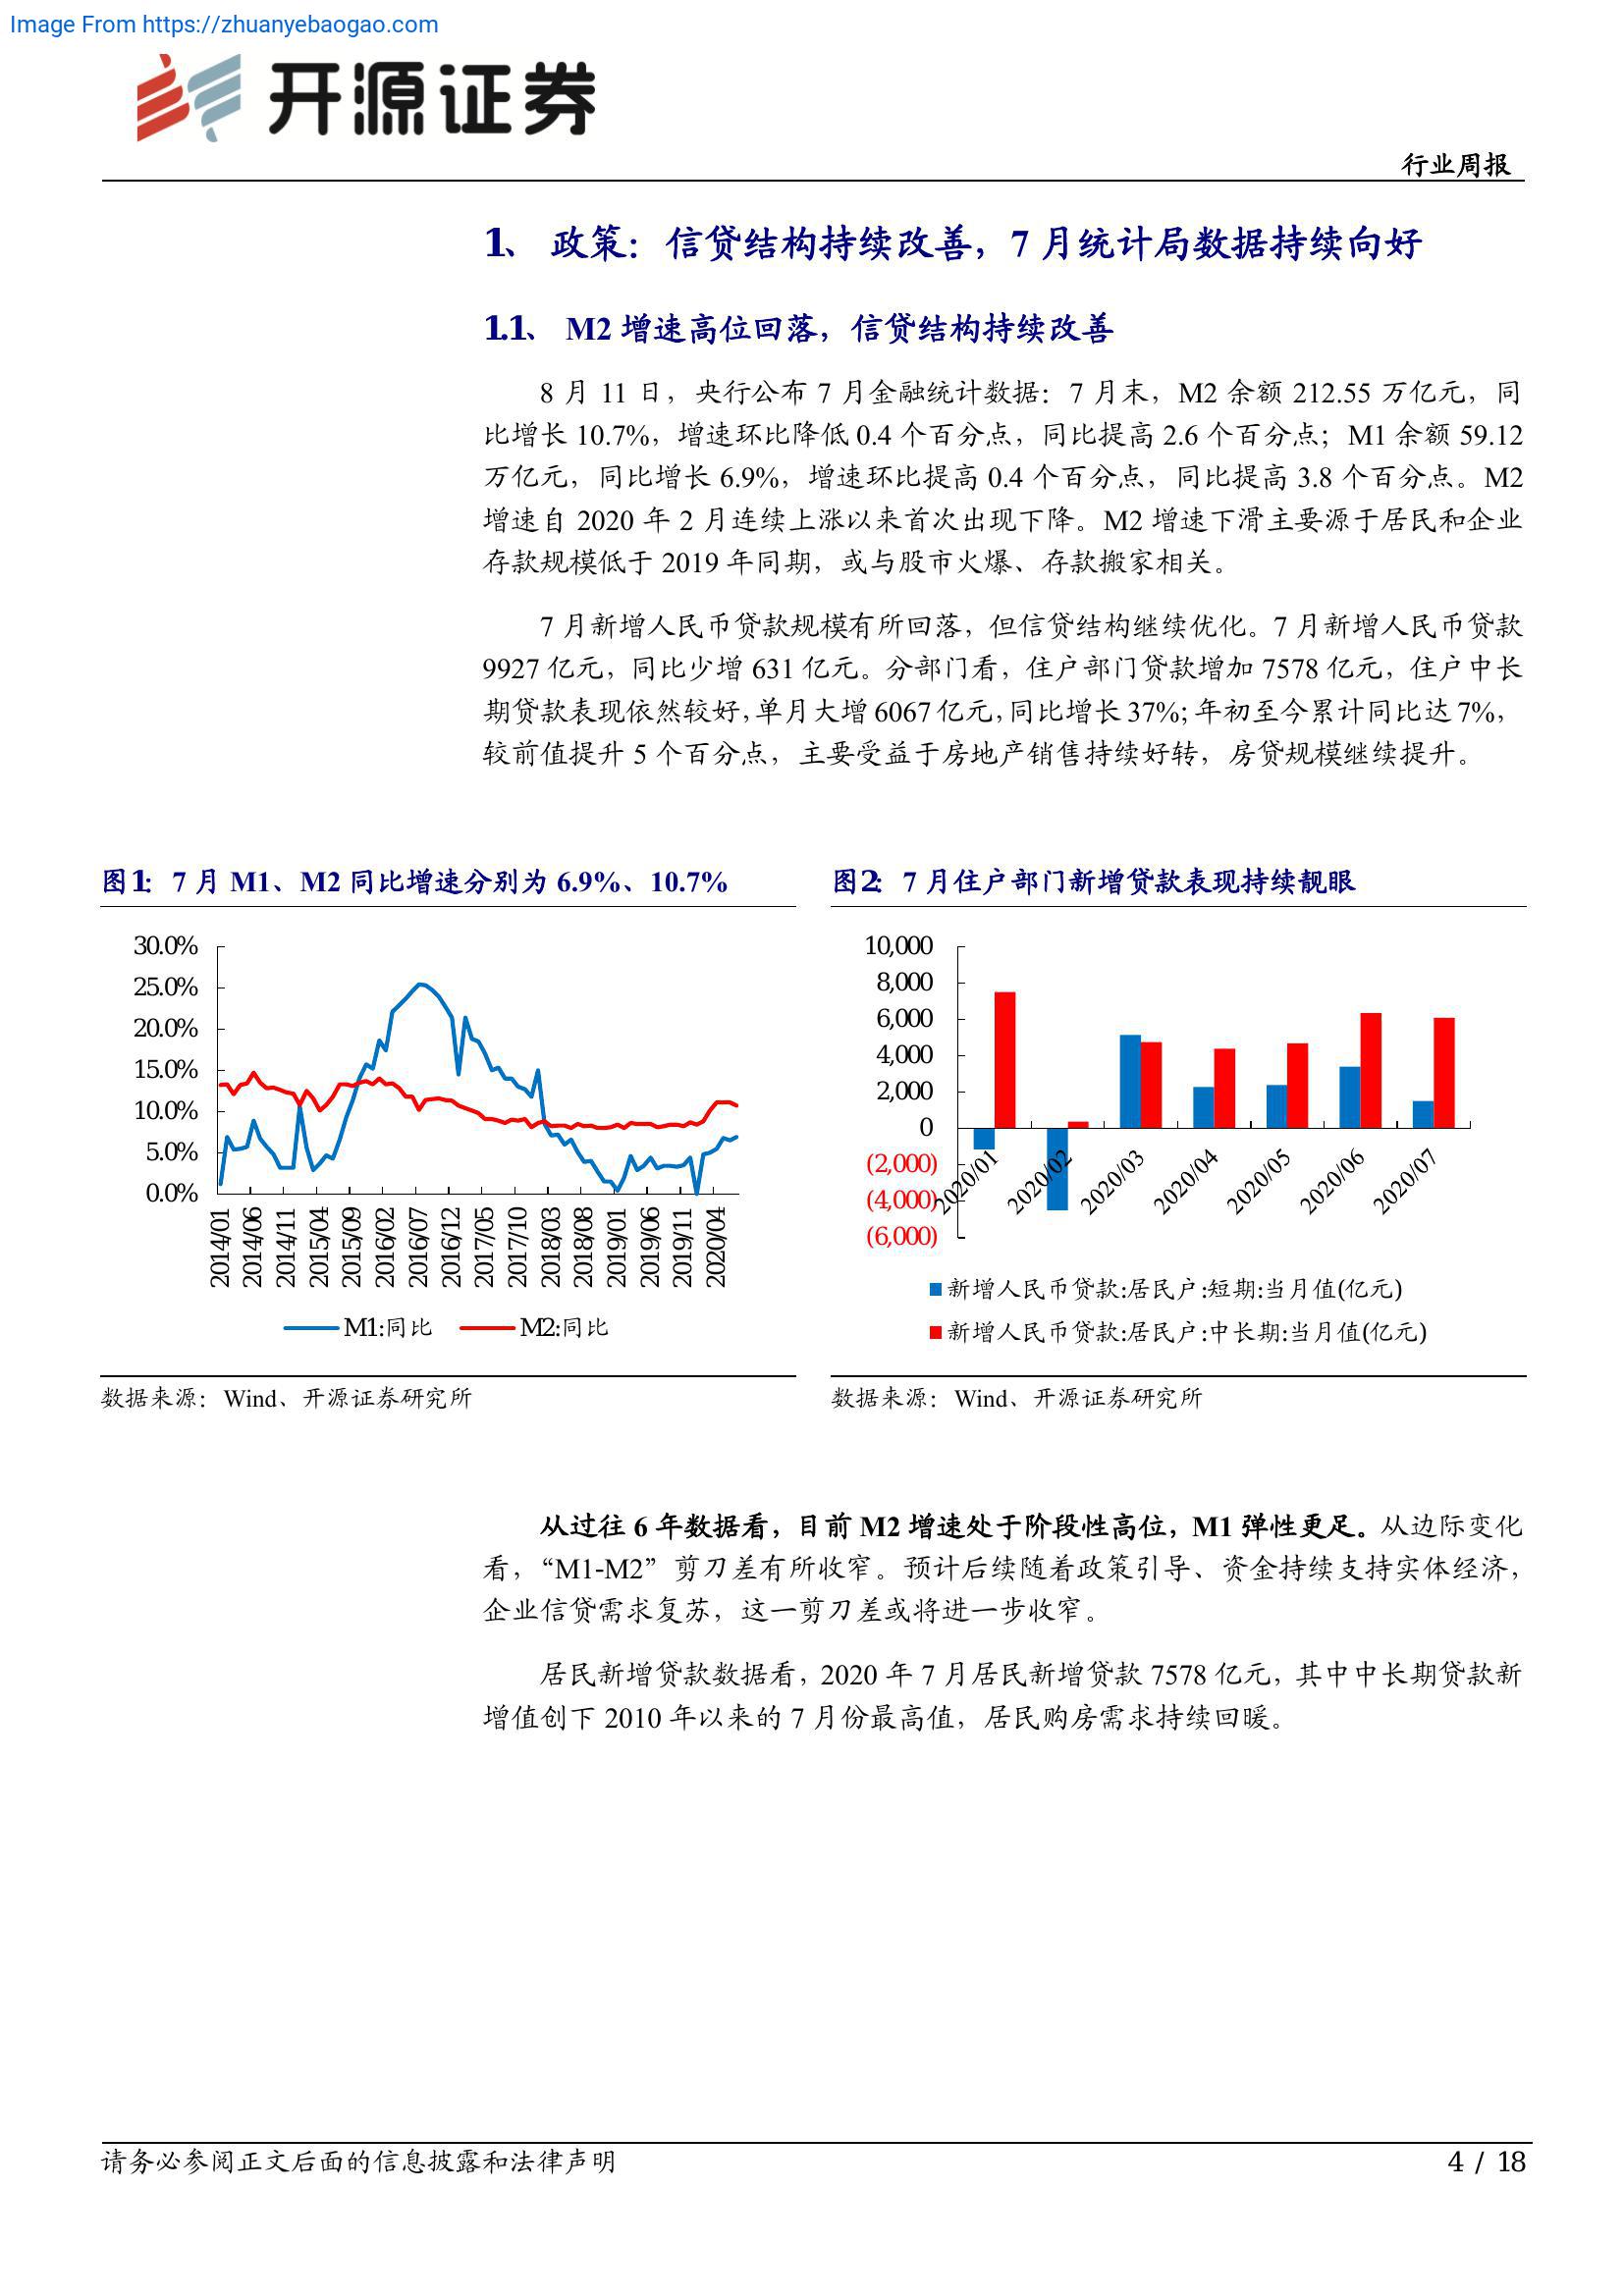 Image From https://zhuanyebaogao.com
开源证券
行业周报
1、 政策：信贷结构持续改善，7 月统计局数据持续向好
1.1、 M2 增速高位回落，信贷结构持续改善
8 月 11 日，央行公布 7 月金融统计数据：7 月末，M2 余额 212.55 万亿元，同
比增长 10.7%，增速环比降低 0.4 个百分点，同比提高 2.6 个百分点；M1 余额 59.12
万亿元，同比增长 6.9%，增速环比提高 0.4 个百分点，同比提高 3.8 个百分点。M2
增速自 2020 年 2 月连续上涨以来首次出现下降。M2 增速下滑主要源于居民和企业
存款规模低于 2019 年同期，或与股市火爆、存款搬家相关。
7 月新增人民币贷款规模有所回落，但信贷结构继续优化。7 月新增人民币贷款
9927 亿元，同比少增 631 亿元。分部门看，住户部门贷款增加 7578 亿元，住户中长
期贷款表现依然较好，单月大增 6067 亿元，同比增长 37%；年初至今累计同比达 7%，
较前值提升 5 个百分点，主要受益于房地产销售持续好转，房贷规模继续提升。
图1： 7 月 M1、M2 同比增速分别为 6.9%、10.7%
30.0%
25.0%
20.0%
15.0%
10.0%
5.0%
0.0%
2014/01 2014/06 2014/11 2015/04 2015/09 2016/02 2016/07 2016/12 2017/05 2017/10 2018/03 2018/08 2019/01 2019/06 2019/11 2020/04
M1:同比 M2:同比
数据来源：Wind、开源证券研究所
图2： 7 月住户部门新增贷款表现持续靓眼
10,000
8,000
6,000
4,000
2,000
0
(2,000)
(4,000)
(6,000)
2020/01 2020/02 2020/03 2020/04 2020/05 2020/06 2020/07
新增人民币贷款:居民户:短期:当月值(亿元)
新增人民币贷款:居民户:中长期:当月值(亿元)
数据来源：Wind、开源证券研究所
从过往 6 年数据看，目前 M2 增速处于阶段性高位，M1 弹性更足。从边际变化
看，“M1-M2”剪刀差有所收窄。预计后续随着政策引导、资金持续支持实体经济，
企业信贷需求复苏，这一剪刀差或将进一步收窄。
居民新增贷款数据看，2020 年 7 月居民新增贷款 7578 亿元，其中中长期贷款新
增值创下 2010 年以来的 7 月份最高值，居民购房需求持续回暖。
请务必参阅正文后面的信息披露和法律声明
4 / 18